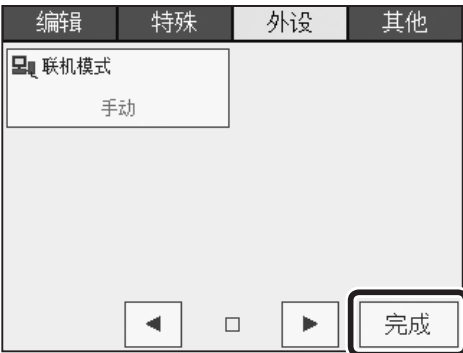 编辑 特殊 外设 其他
联机模式
手动
完成